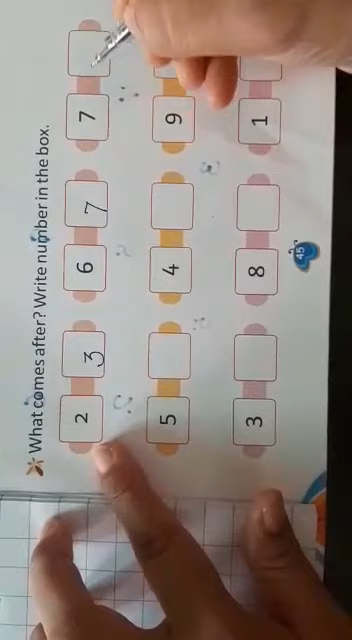 What comes after? Write number in the box.
2 3 6 7 7
5 4 9
3 8 1
45